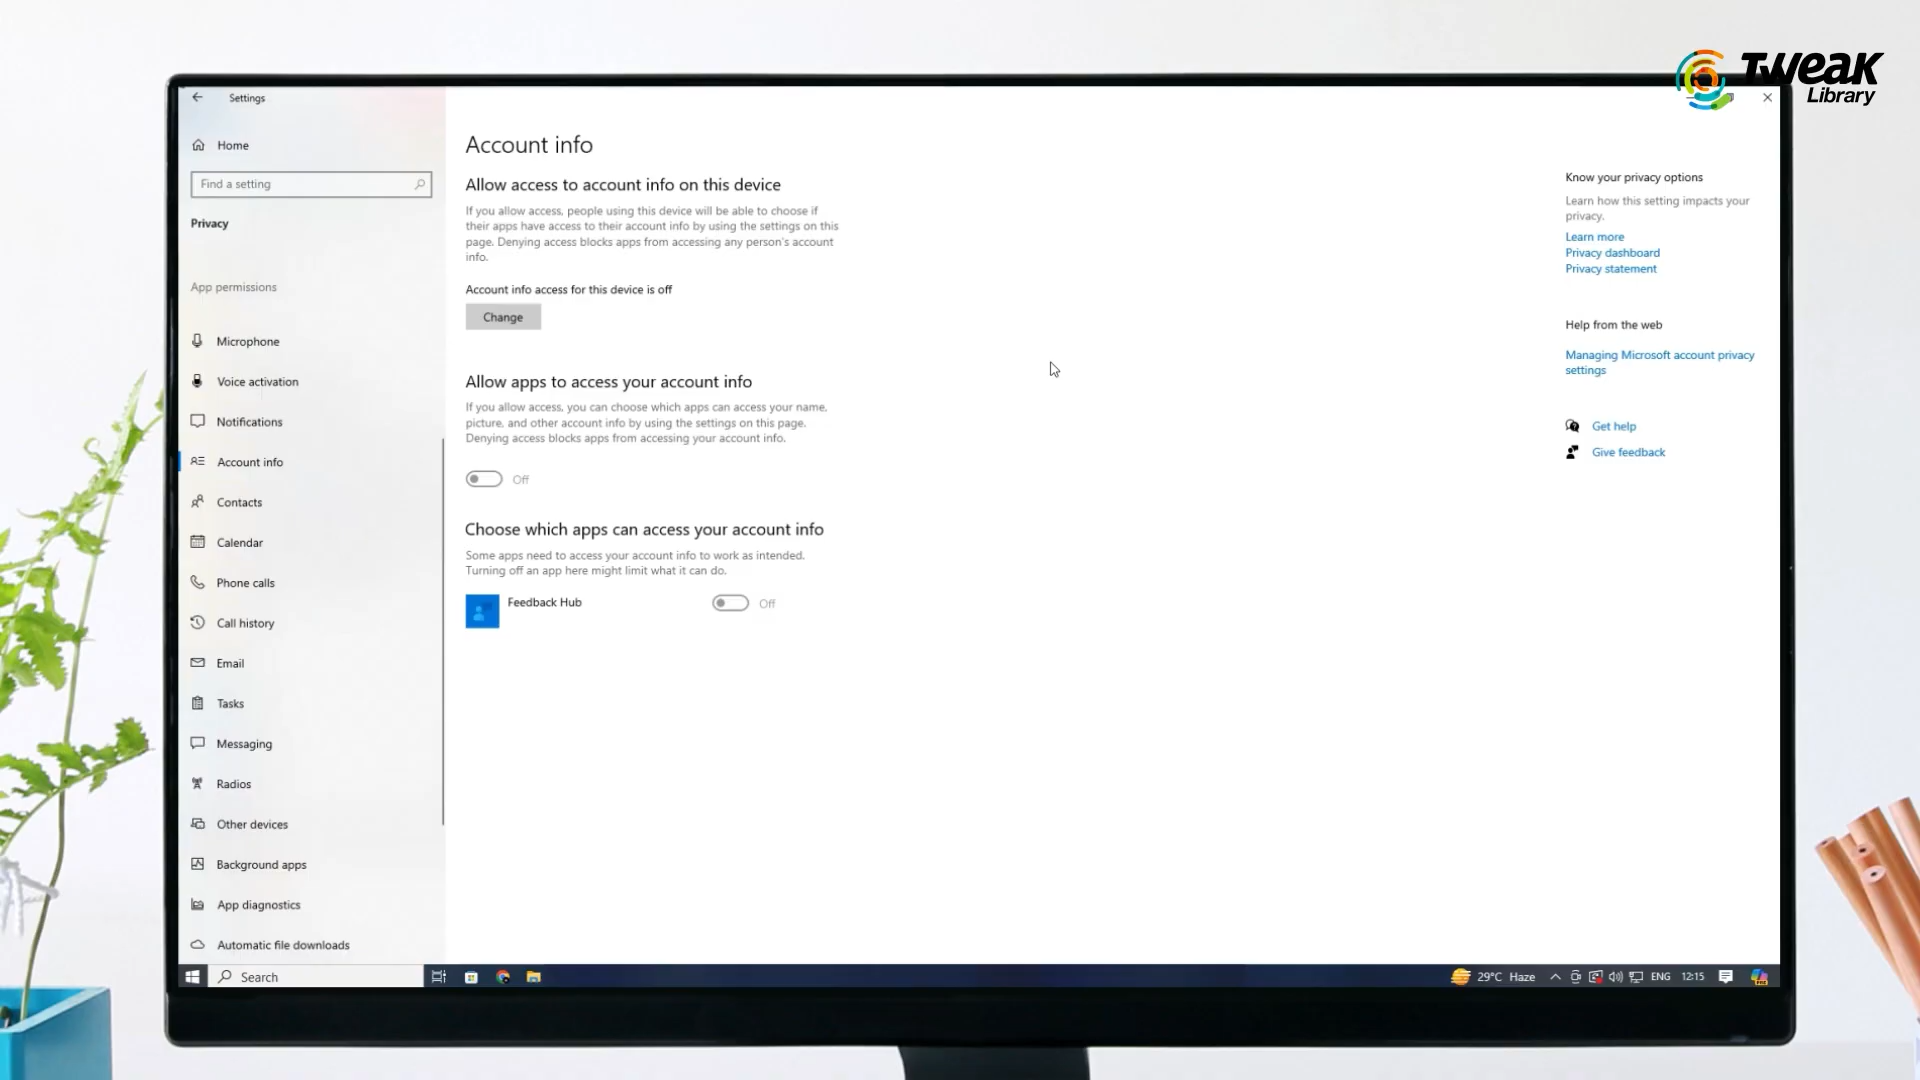 TWEAK
Library
Settings
Home
Find a setting
Privacy
App permissions
Microphone
Voice activation
Notifications
Account info
Contacts
Calendar
Phone calls
Call history
Email
Tasks
Messaging
Radios
Other devices
Background apps
App diagnostics
Automatic file downloads
Account info
Allow access to account info on this device
If you allow access, people using this device will be able to choose if
their apps have access to their account info by using the settings on this
page. Denying access blocks apps from accessing any person's account
info.
Account info access for this device is off
Change
Allow apps to access your account info
If you allow access, you can choose which apps can access your name,
picture, and other account info by using the settings on this page.
Denying access blocks apps from accessing your account info.
Off
Choose which apps can access your account info
Some apps need to access your account info to work as intended.
Turning off an app here might limit what it can do.
Feedback Hub Off
Know your privacy options
Learn how this setting impacts your
privacy.
Learn more
Privacy dashboard
Privacy statement
Help from the web
Managing Microsoft account privacy
settings
Get help
Give feedback
Search
29°C Haze ENG 12:15